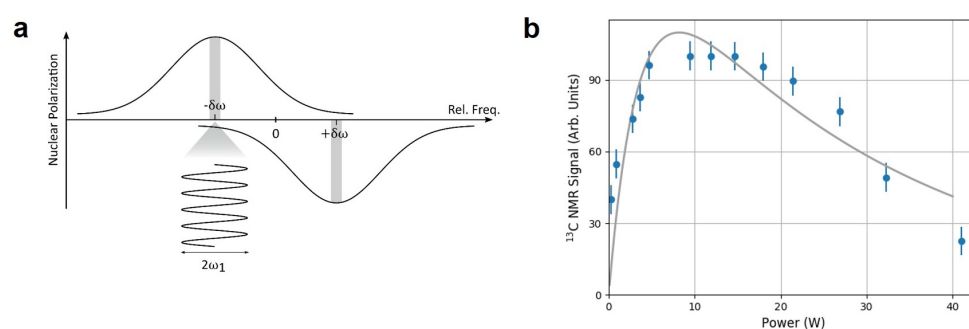 a
Nuclear Polarization
-δω
0
+δω
Rel. Freq.
2ω₁
b
¹³C NMR Signal (Arb. Units)
90
60
30
0
0 10 20 30 40
Power (W)